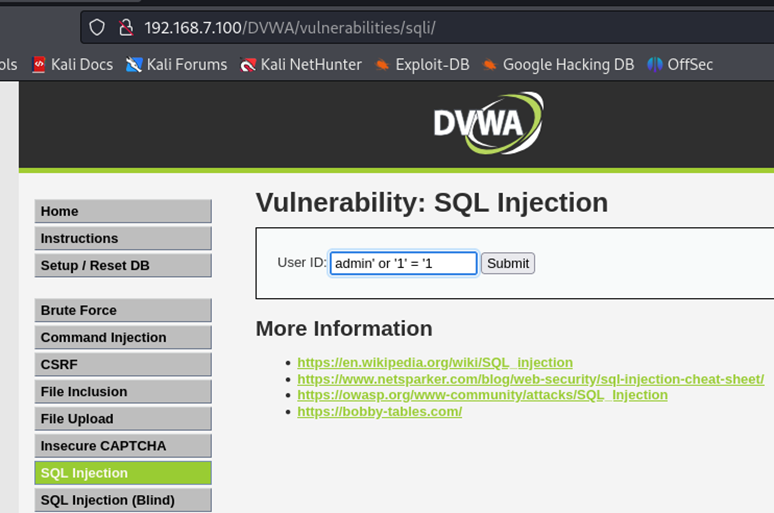 192.168.7.100/DVWA/vulnerabilities/sqli/
ols Kali Docs Kali Forums Kali NetHunter Exploit-DB Google Hacking DB OffSec
DVWA
Home
Instructions
Setup / Reset DB
Brute Force
Command Injection
CSRF
File Inclusion
File Upload
Insecure CAPTCHA
SQL Injection
SQL Injection (Blind)
Vulnerability: SQL Injection
User ID: admin' or '1' = '1 Submit
More Information
https://en.wikipedia.org/wiki/SQL_injection
https://www.netsparker.com/blog/web-security/sql-injection-cheat-sheet/
https://owasp.org/www-community/attacks/SQL_Injection
https://bobby-tables.com/